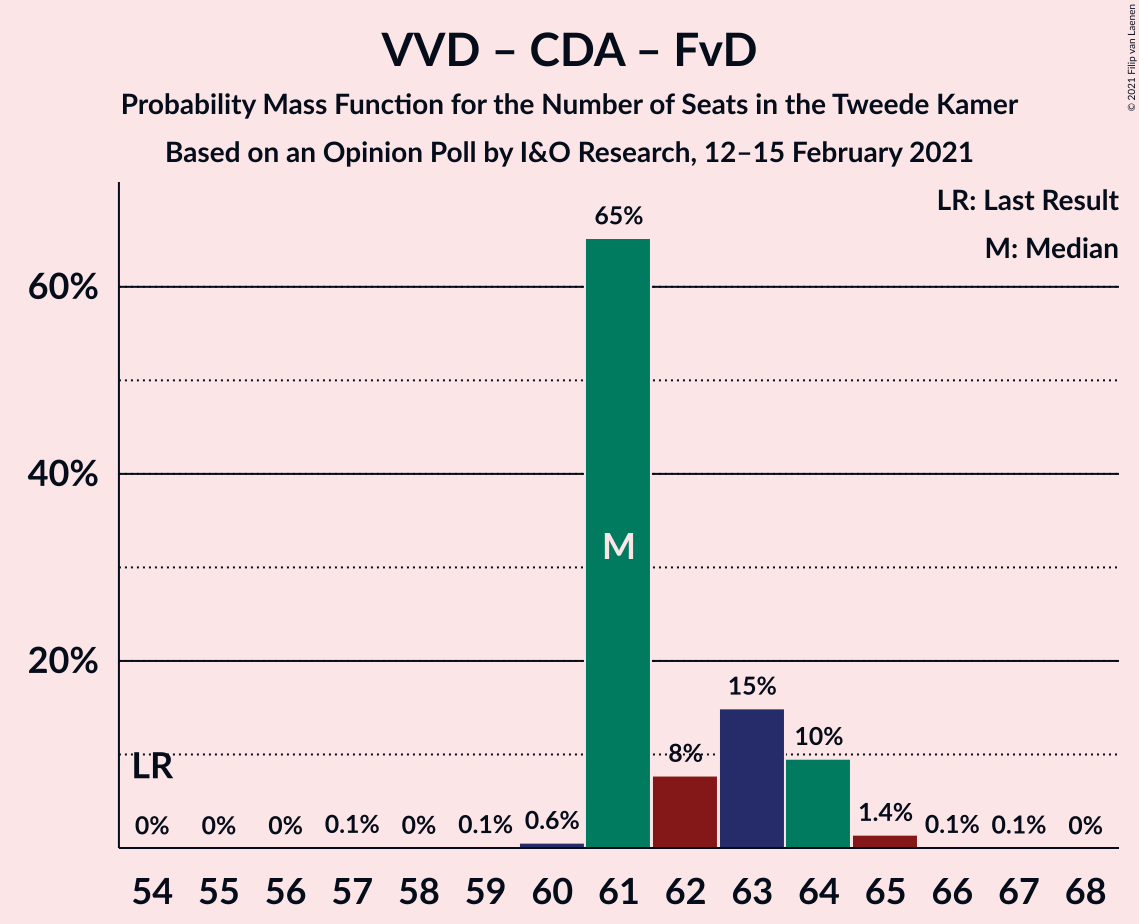 VVD – CDA – FvD
Probability Mass Function for the Number of Seats in the Tweede Kamer
Based on an Opinion Poll by I&O Research, 12–15 February 2021
© 2021 Filip van Laenen
LR: Last Result
M: Median
60%
40%
20%
LR
M
0% 0% 0% 0.1% 0% 0.1% 0.6% 65% 8% 15% 10% 1.4% 0.1% 0.1% 0%
54 55 56 57 58 59 60 61 62 63 64 65 66 67 68